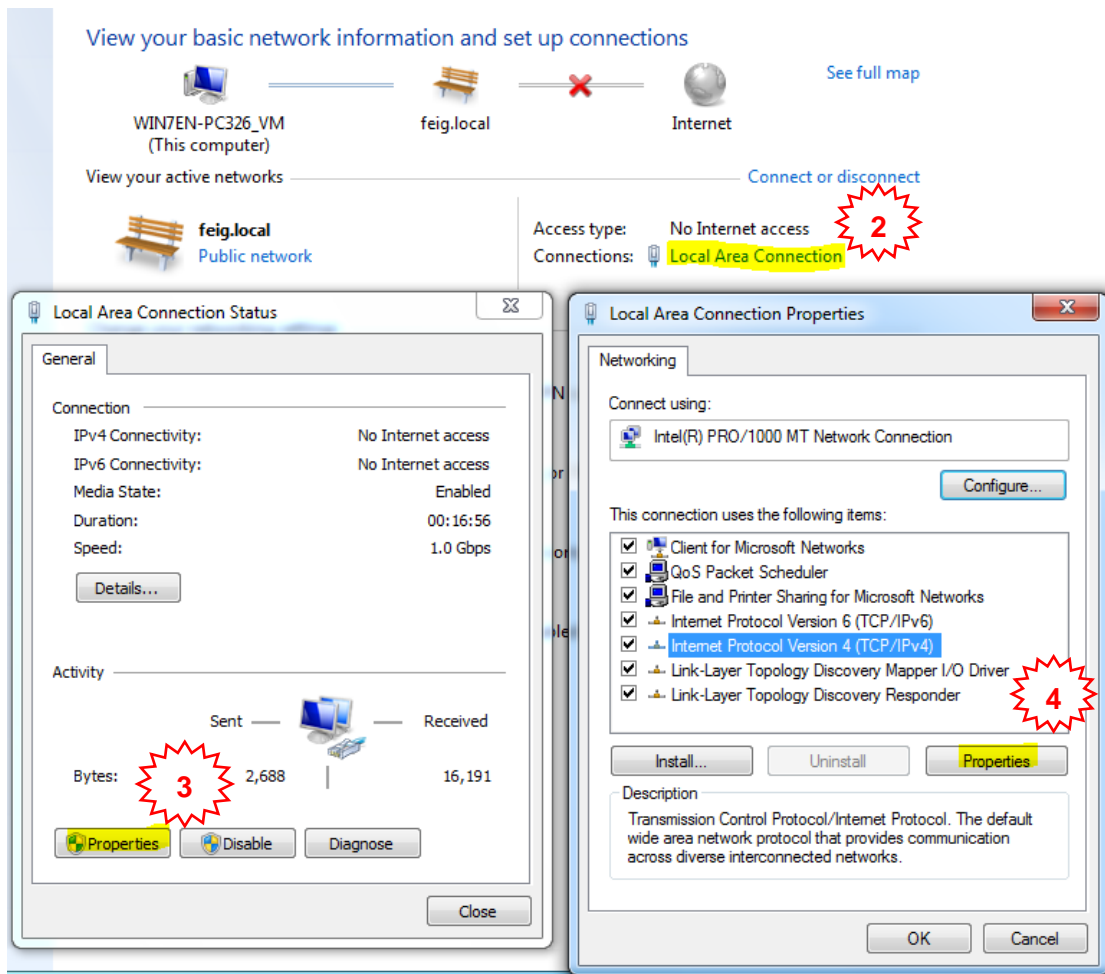 View your basic network information and set up connections
See full map
WIN7EN-PC326_VM
(This computer)
feig.local
Internet
View your active networks
Connect or disconnect
feig.local
Public network
Access type: No Internet access
Connections: Local Area Connection
2
Local Area Connection Status
General
Connection
IPv4 Connectivity: No Internet access
IPv6 Connectivity: No Internet access
Media State: Enabled
Duration: 00:16:56
Speed: 1.0 Gbps
Details...
Activity
Sent
Received
Bytes: 2,688 16,191
3
Properties
Disable
Diagnose
Close
Local Area Connection Properties
Networking
Connect using:
Intel(R) PRO/1000 MT Network Connection
Configure...
This connection uses the following items:
Client for Microsoft Networks
QoS Packet Scheduler
File and Printer Sharing for Microsoft Networks
Internet Protocol Version 6 (TCP/IPv6)
Internet Protocol Version 4 (TCP/IPv4)
Link-Layer Topology Discovery Mapper I/O Driver
Link-Layer Topology Discovery Responder
4
Install...
Uninstall
Properties
Description
Transmission Control Protocol/Internet Protocol. The default
wide area network protocol that provides communication
across diverse interconnected networks.
OK
Cancel